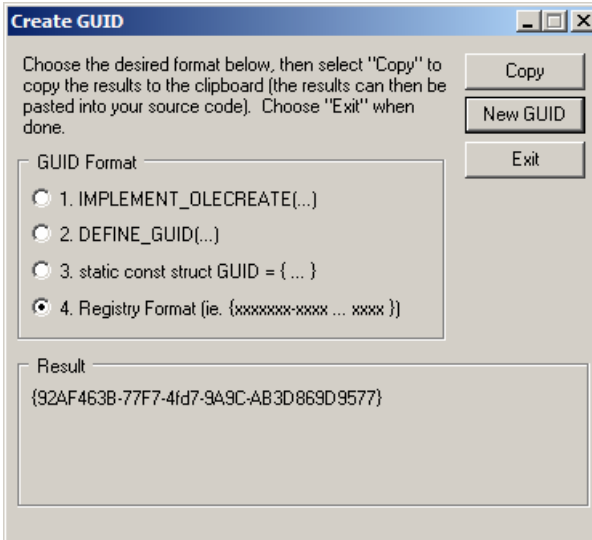 Create GUID
Choose the desired format below, then select "Copy" to
copy the results to the clipboard (the results can then be
pasted into your source code).  Choose "Exit" when
done.
Copy
New GUID
Exit
GUID Format
1. IMPLEMENT_OLECREATE(...)
2. DEFINE_GUID(...)
3. static const struct GUID = { ... }
4. Registry Format (ie. {xxxxxxx-xxxx ... xxxx })
Result
{92AF463B-77F7-4fd7-9A9C-AB3D869D9577}